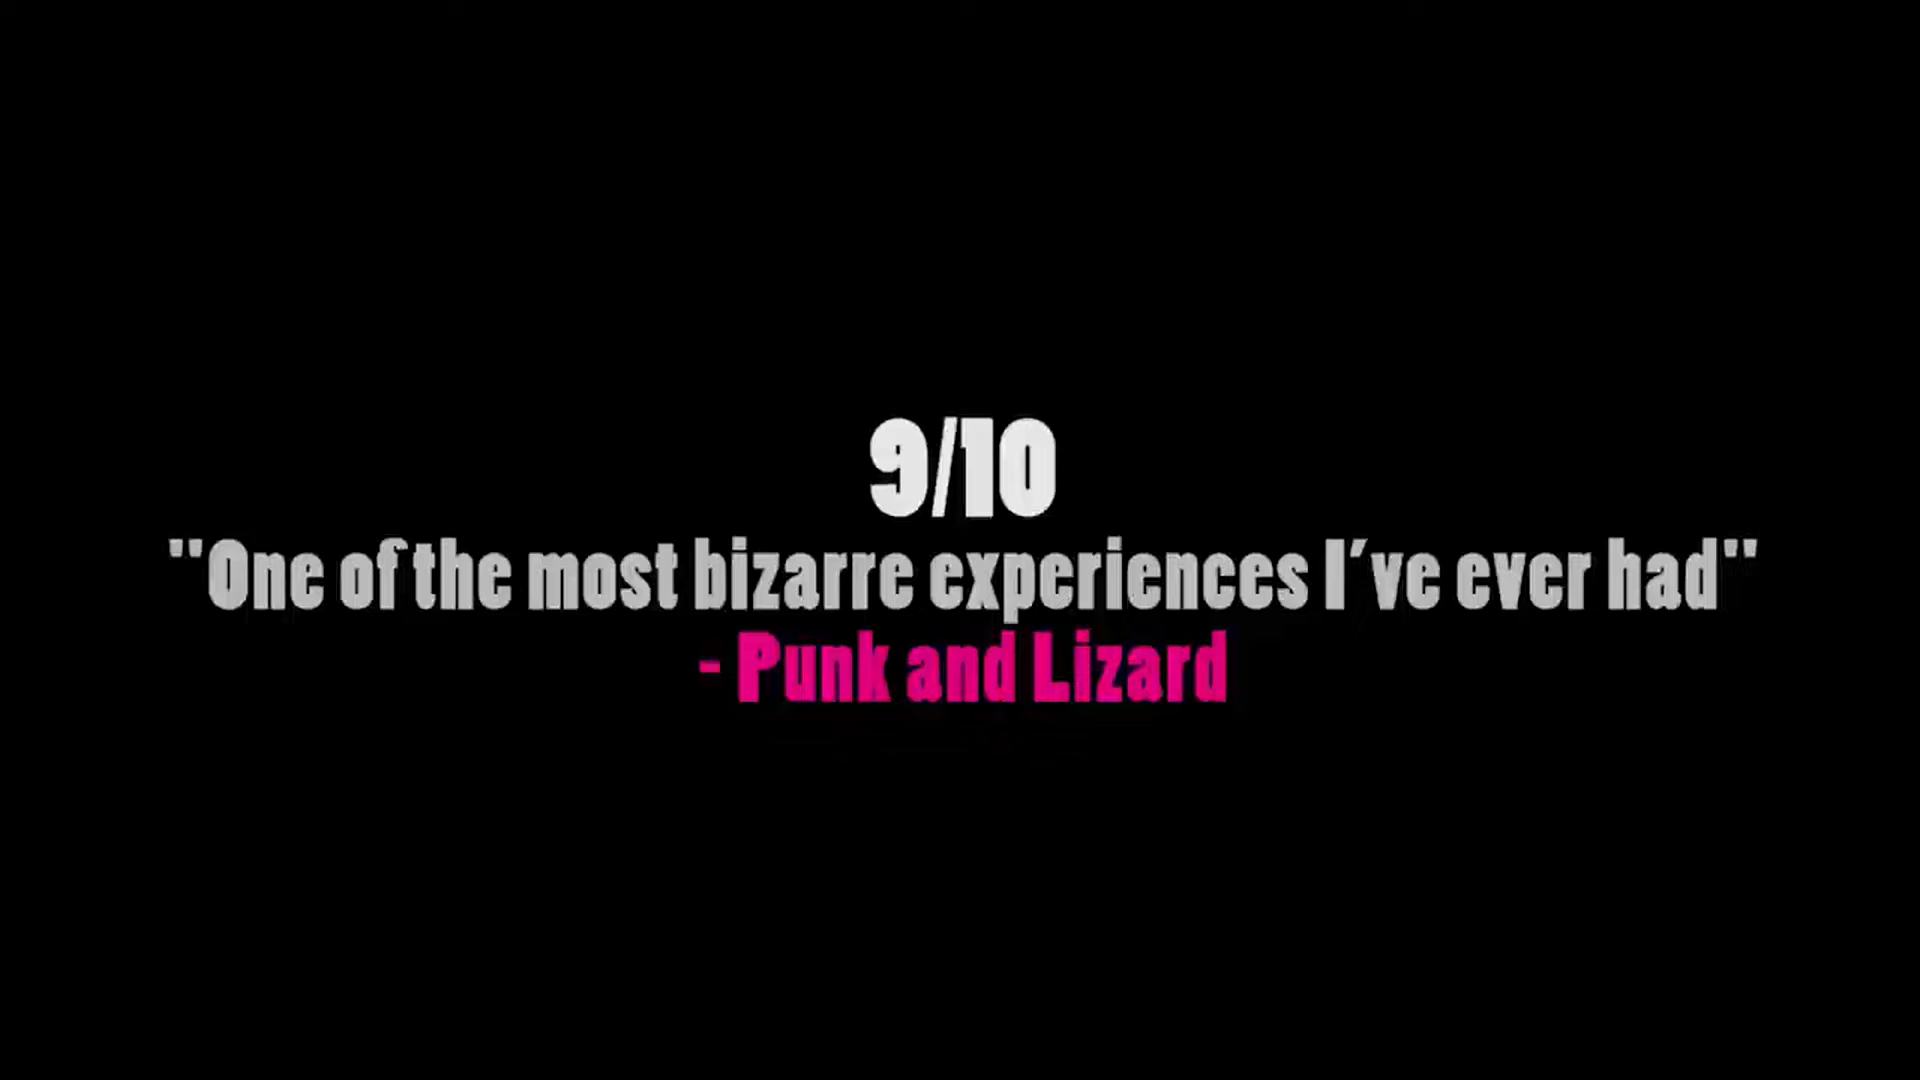 9/10
"One of the most bizarre experiences I've ever had"
- Punk and Lizard